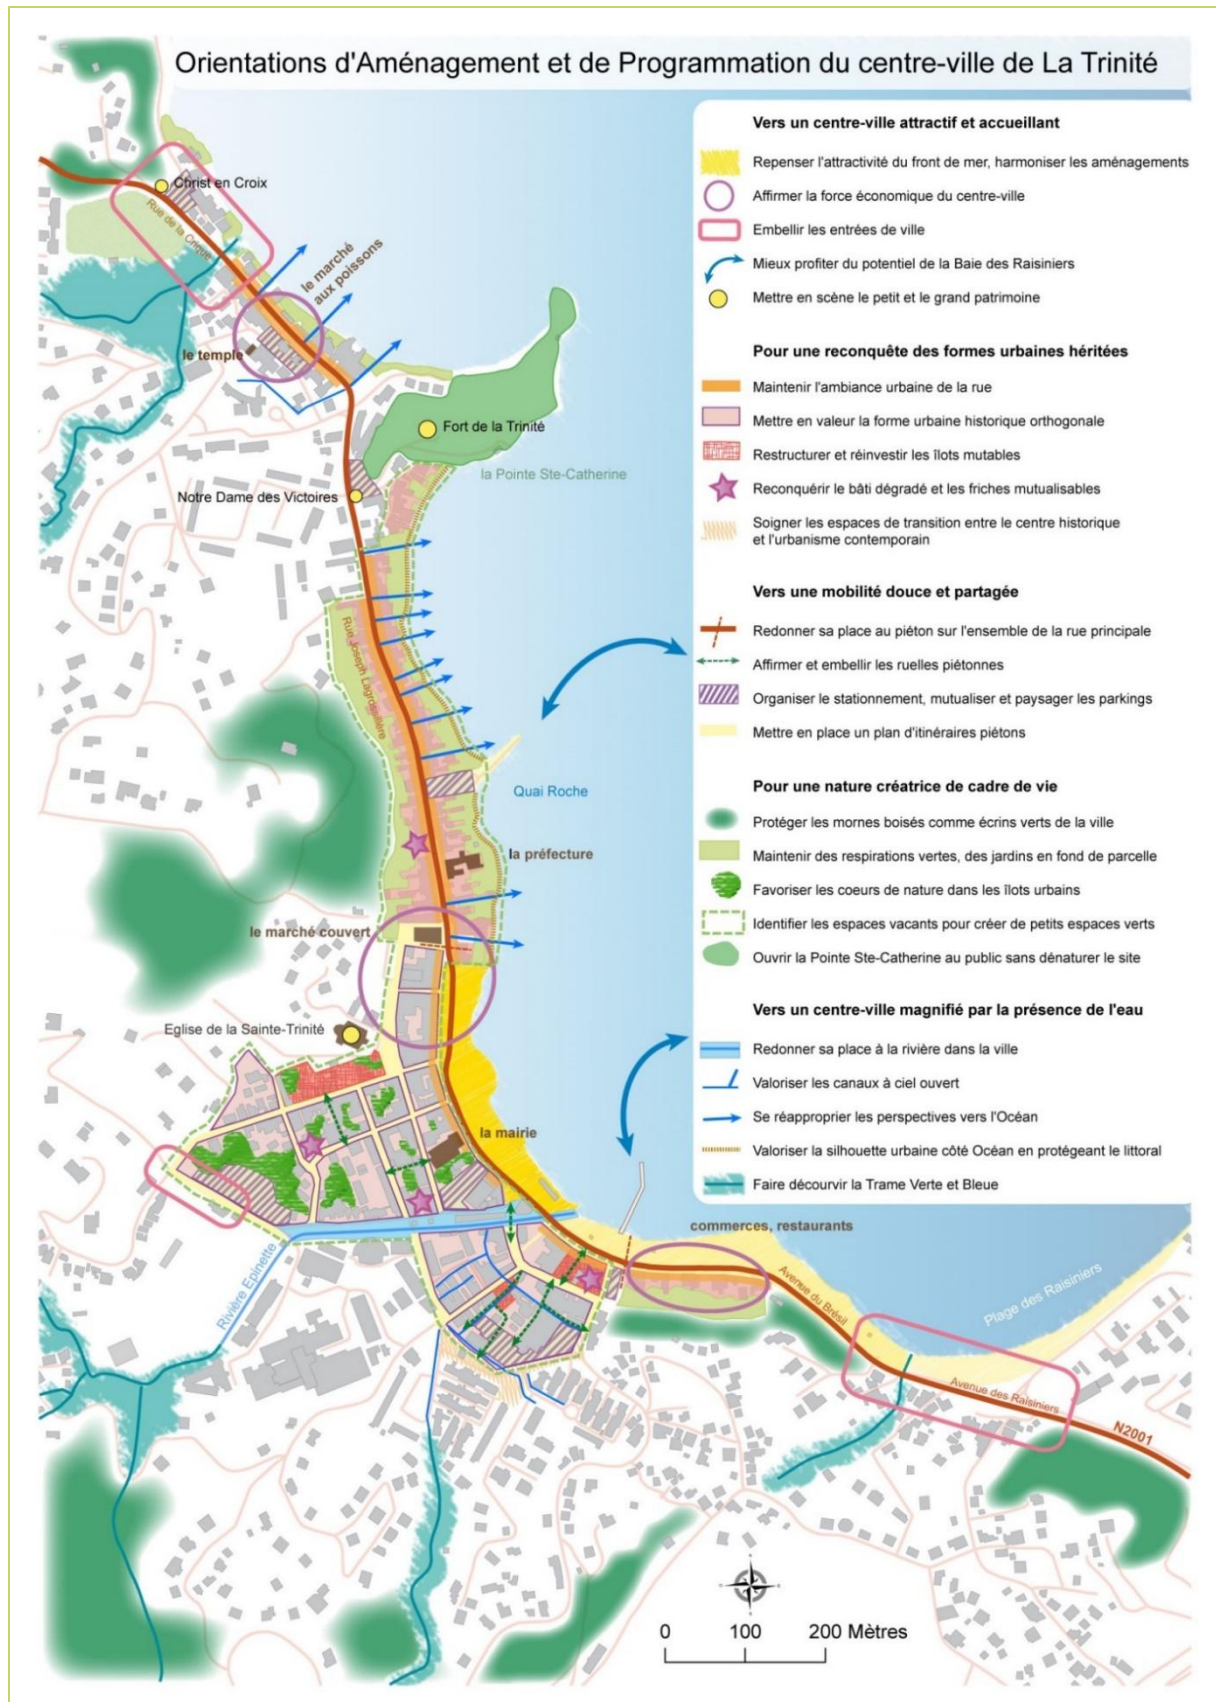 Orientations d'Aménagement et de Programmation du centre-ville de La Trinité
Vers un centre-ville attractif et accueillant
Repenser l'attractivité du front de mer, harmoniser les aménagements
Affirmer la force économique du centre-ville
Embellir les entrées de ville
Mieux profiter du potentiel de la Baie des Raisiniers
Mettre en scène le petit et le grand patrimoine
Pour une reconquête des formes urbaines héritées
Maintenir l'ambiance urbaine de la rue
Mettre en valeur la forme urbaine historique orthogonale
Restructurer et réinvestir les îlots mutables
Reconquérir le bâti dégradé et les friches mutualisables
Soigner les espaces de transition entre le centre historique
et l'urbanisme contemporain
Vers une mobilité douce et partagée
Redonner sa place au piéton sur l'ensemble de la rue principale
Affirmer et embellir les ruelles piétonnes
Organiser le stationnement, mutualiser et paysager les parkings
Mettre en place un plan d'itinéraires piétons
Pour une nature créatrice de cadre de vie
Protéger les mornes boisés comme écrins verts de la ville
Maintenir des respirations vertes, des jardins en fond de parcelle
Favoriser les coeurs de nature dans les îlots urbains
Identifier les espaces vacants pour créer de petits espaces verts
Ouvrir la Pointe Ste-Catherine au public sans dénaturer le site
Vers un centre-ville magnifié par la présence de l'eau
Redonner sa place à la rivière dans la ville
Valoriser les canaux à ciel ouvert
Se réapproprier les perspectives vers l'Océan
Valoriser la silhouette urbaine côté Océan en protégeant le littoral
Faire découvrir la Trame Verte et Bleue
Christ en Croix
Rue de la Crique
le marché
aux poissons
le temple
Fort de la Trinité
la Pointe Ste-Catherine
Notre Dame des Victoires
Rue Joseph Lagrosillière
Quai Roche
la préfecture
le marché couvert
Eglise de la Sainte-Trinité
la mairie
commerces, restaurants
Rivière Epinette
Avenue du Brésil
Plage des Raisiniers
Avenue des Raisiniers
N2001
0 100 200 Mètres